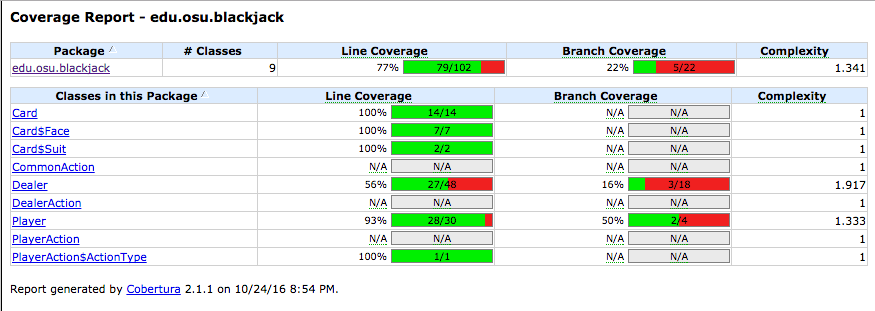 Coverage Report - edu.osu.blackjack
Package # Classes Line Coverage Branch Coverage Complexity
edu.osu.blackjack 9 77% 79/102 22% 5/22 1.341
Classes in this Package Line Coverage Branch Coverage Complexity
Card 100% 14/14 N/A N/A 1
Card$Face 100% 7/7 N/A N/A 1
Card$Suit 100% 2/2 N/A N/A 1
CommonAction N/A N/A N/A N/A 1
Dealer 56% 27/48 16% 3/18 1.917
DealerAction N/A N/A N/A N/A 1
Player 93% 28/30 50% 2/4 1.333
PlayerAction N/A N/A N/A N/A 1
PlayerAction$ActionType 100% 1/1 N/A N/A 1
Report generated by Cobertura 2.1.1 on 10/24/16 8:54 PM.